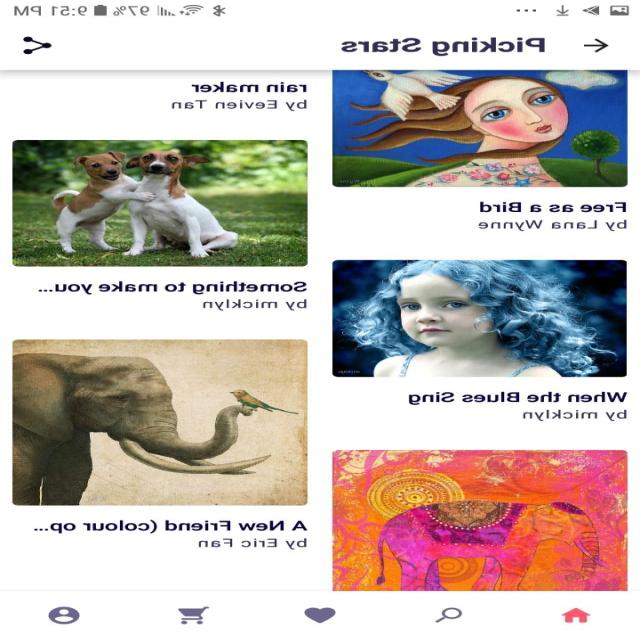 9:51 PM
97%
Picking Stars
Free as a Bird
by Lana Wynne
When the Blues Sing
by micklyn
rain maker
by Eevien Tan
Something to make you...
by micklyn
A New Friend (colour op...
by Eric Fan